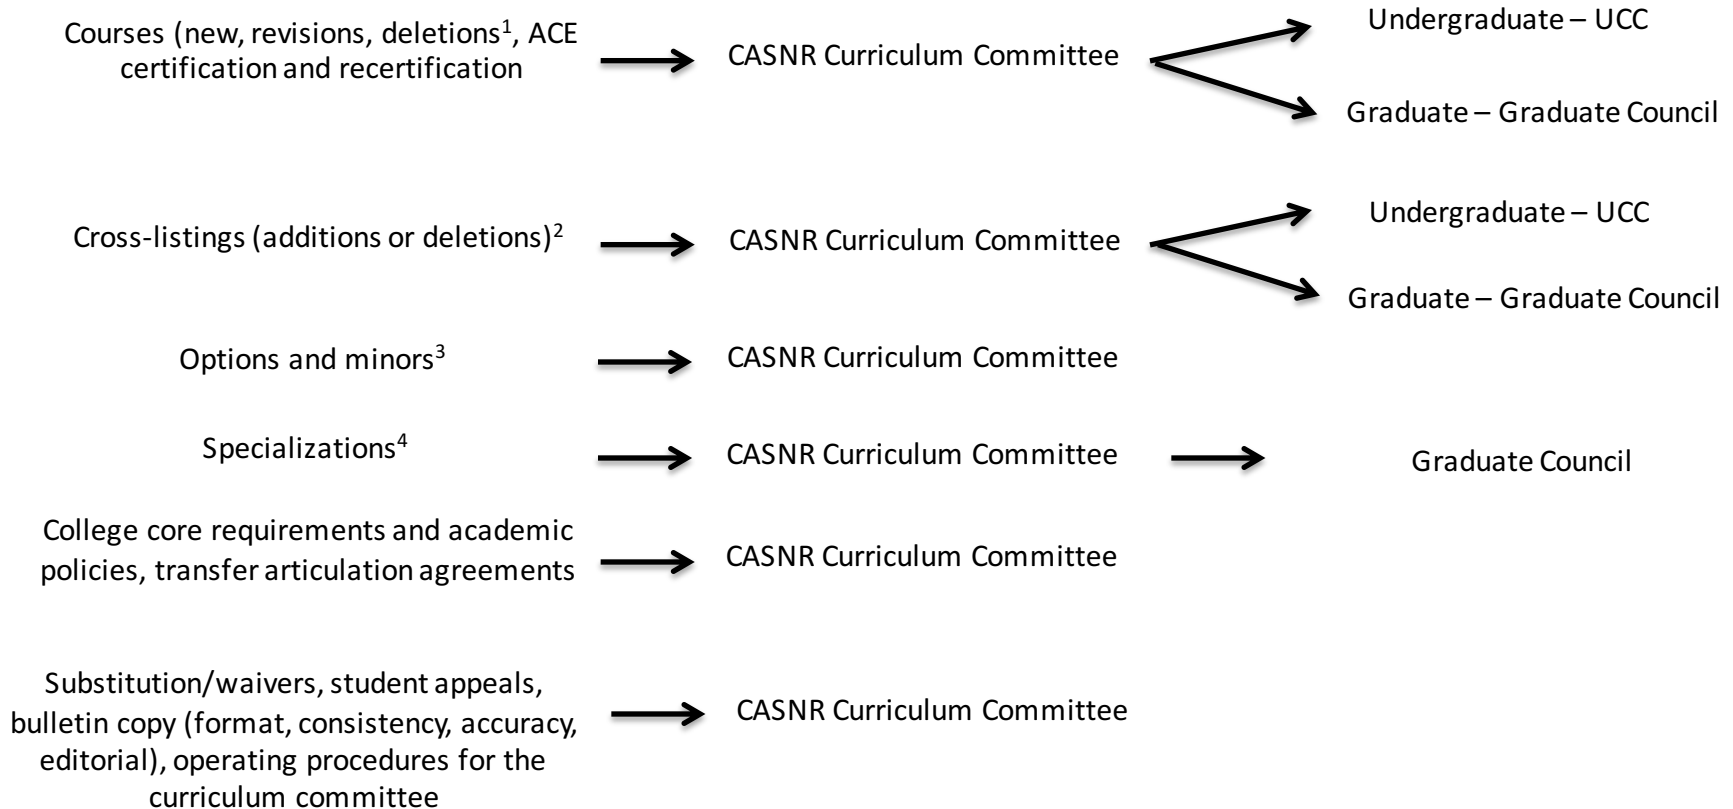 Courses (new, revisions, deletions¹, ACE
certification and recertification
CASNR Curriculum Committee
Undergraduate – UCC
Graduate – Graduate Council
Cross-listings (additions or deletions)²
CASNR Curriculum Committee
Undergraduate – UCC
Graduate – Graduate Council
Options and minors³
CASNR Curriculum Committee
Specializations⁴
CASNR Curriculum Committee
Graduate Council
College core requirements and academic
policies, transfer articulation agreements
CASNR Curriculum Committee
Substitution/waivers, student appeals,
bulletin copy (format, consistency, accuracy,
editorial), operating procedures for the
curriculum committee
CASNR Curriculum Committee